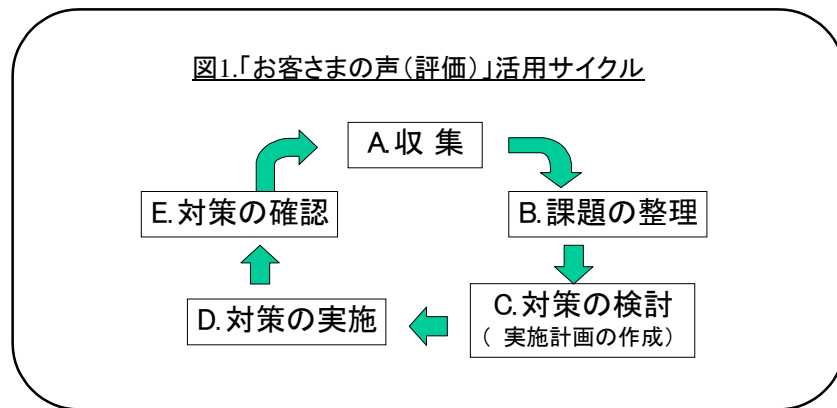 図1.「お客さまの声(評価)」活用サイクル
A.収 集
B.課題の整理
C.対策の検討
( 実施計画の作成)
D.対策の実施
E.対策の確認